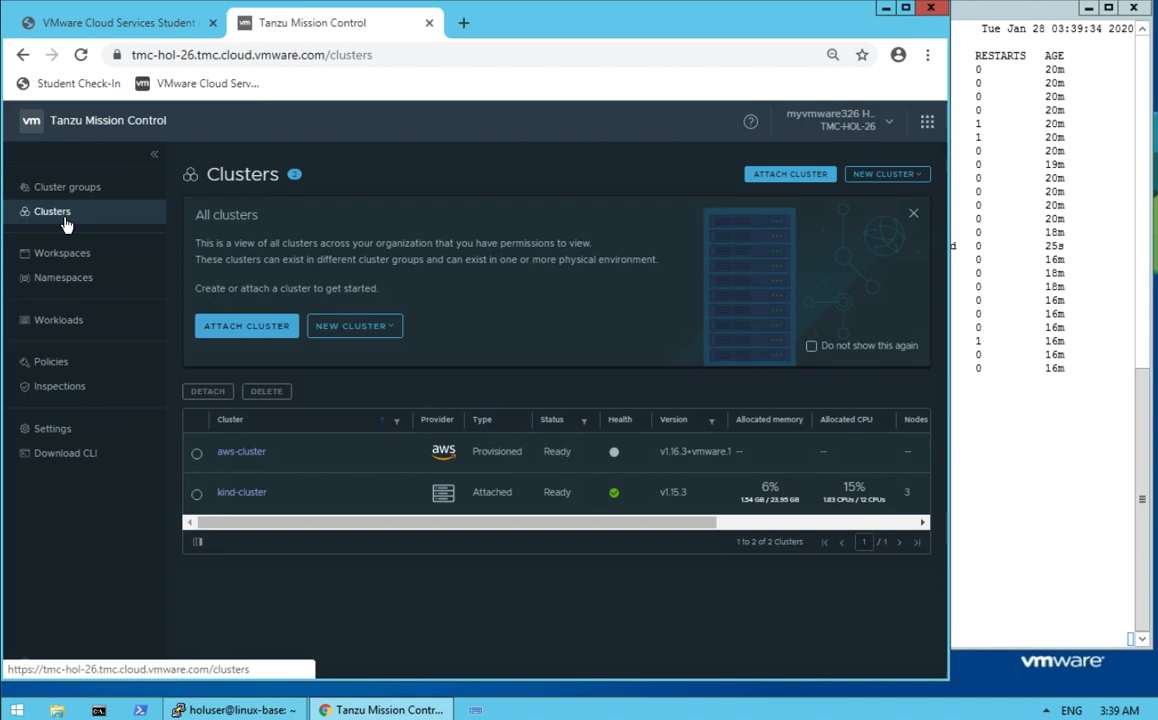 VMware Cloud Services Student
Tanzu Mission Control
tmc-hol-26.tmc.cloud.vmware.com/clusters
Student Check-In
VMware Cloud Serv...
vm
Tanzu Mission Control
myvmware326 H..
TMC-HOL-26
Cluster groups
Clusters
Workspaces
Namespaces
Workloads
Policies
Inspections
Settings
Download CLI
Clusters 2
ATTACH CLUSTER
NEW CLUSTER
All clusters
This is a view of all clusters across your organization that you have permissions to view.
These clusters can exist in different cluster groups and can exist in one or more physical environment.
Create or attach a cluster to get started.
ATTACH CLUSTER
NEW CLUSTER
Do not show this again
DETACH
DELETE
Cluster Provider Type Status Health Version Allocated memory Allocated CPU Nodes
aws-cluster aws Provisioned Ready v1.16.3+vmware.1 -- -- --
kind-cluster Attached Ready v1.15.3 6% 15% 3
1.54 GB / 23.95 GB 1.83 CPUs / 12 CPUs
1 to 2 of 2 Clusters 1 / 1
https://tmc-hol-26.tmc.cloud.vmware.com/clusters
Tue Jan 28 03:39:34 2020
RESTARTS AGE
0 20m
0 20m
0 20m
0 20m
1 20m
1 20m
0 20m
0 19m
0 20m
0 20m
0 20m
0 20m
0 18m
d 0 25s
0 16m
0 18m
0 18m
0 16m
0 16m
0 16m
1 16m
0 16m
0 16m
vmware
holuser@linux-base: ~
Tanzu Mission Contr...
ENG
3:39 AM